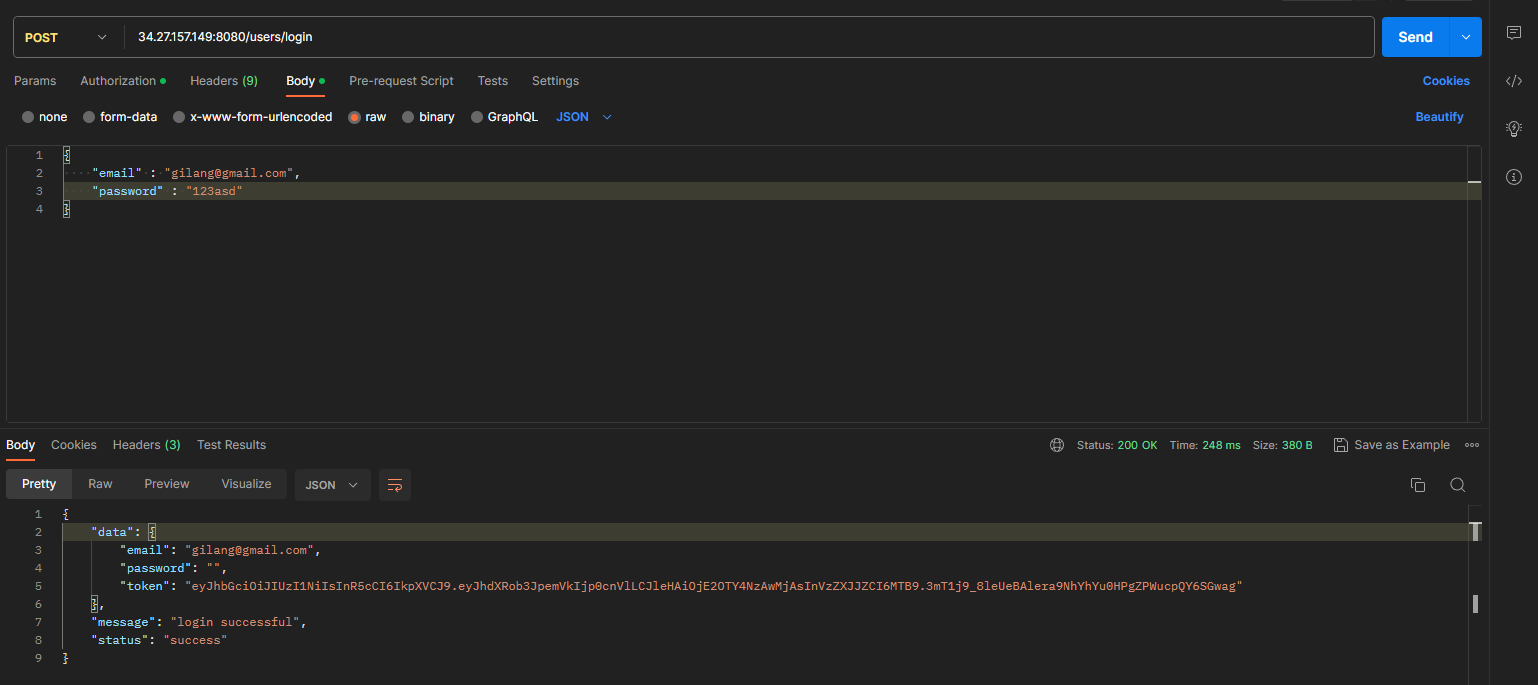 POST 34.27.157.149:8080/users/login Send
Params Authorization Headers (9) Body Pre-request Script Tests Settings Cookies
none form-data x-www-form-urlencoded raw binary GraphQL JSON Beautify
1 {
2 "email" : "gilang@gmail.com",
3 "password" : "123asd"
4 }
Body Cookies Headers (3) Test Results Status: 200 OK Time: 248 ms Size: 380 B Save as Example
Pretty Raw Preview Visualize JSON
1 {
2 "data": {
3 "email": "gilang@gmail.com",
4 "password": "",
5 "token": "eyJhbGciOiJIUzI1NiIsInR5cCI6IkpXVCJ9.eyJhdXRob3JpemVkIjp0cnVlLCJleHAiOjE2OTY4NzAwMjAsInVzZXJJZCI6MTB9.3mT1j9_8leUeBAlera9NhYhYu0HPgZPWucpQY6SGwag"
6 },
7 "message": "login successful",
8 "status": "success"
9 }